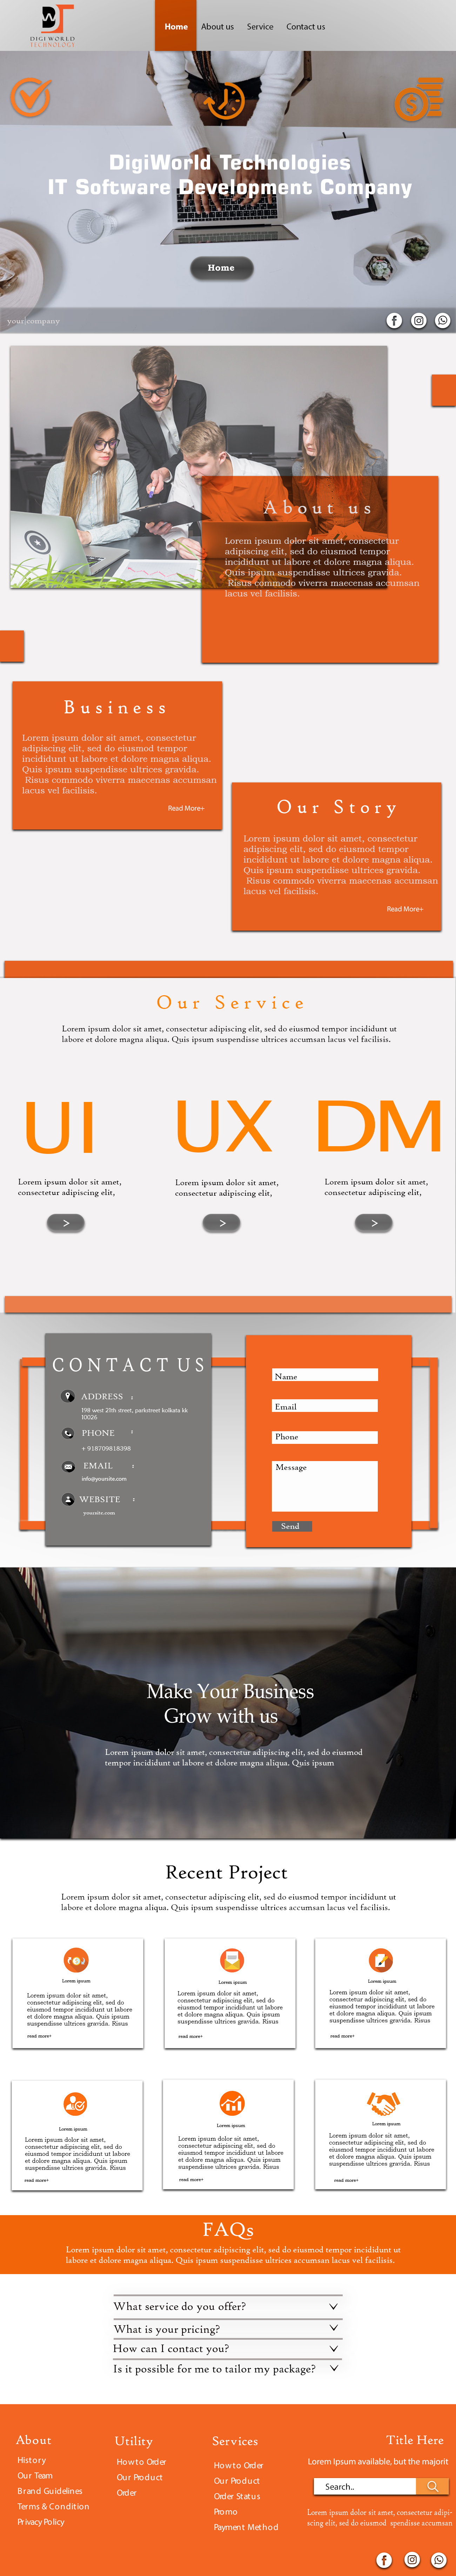 DIGI WORLD
TECHNOLOGY
Home About us Service Contact us
DigiWorld Technologies
IT Software Development Company
Home
your|company
About us
Lorem ipsum dolor sit amet, consectetur
adipiscing elit, sed do eiusmod tempor
incididunt ut labore et dolore magna aliqua.
Quis ipsum suspendisse ultrices gravida.
Risus commodo viverra maecenas accumsan
lacus vel facilisis.
Business
Lorem ipsum dolor sit amet, consectetur
adipiscing elit, sed do eiusmod tempor
incididunt ut labore et dolore magna aliqua.
Quis ipsum suspendisse ultrices gravida.
Risus commodo viverra maecenas accumsan
lacus vel facilisis.
Read More+
Our Story
Lorem ipsum dolor sit amet, consectetur
adipiscing elit, sed do eiusmod tempor
incididunt ut labore et dolore magna aliqua.
Quis ipsum suspendisse ultrices gravida.
Risus commodo viverra maecenas accumsan
lacus vel facilisis.
Read More+
Our Service
Lorem ipsum dolor sit amet, consectetur adipiscing elit, sed do eiusmod tempor incididunt ut
labore et dolore magna aliqua. Quis ipsum suspendisse ultrices accumsan lacus vel facilisis.
UI
Lorem ipsum dolor sit amet,
consectetur adipiscing elit,
>
UX
Lorem ipsum dolor sit amet,
consectetur adipiscing elit,
>
DM
Lorem ipsum dolor sit amet,
consectetur adipiscing elit,
>
CONTACT US
ADDRESS :
198 west 21th street, parkstreet kolkata kk
10026
PHONE :
+ 918709818398
EMAIL :
info@yoursite.com
WEBSITE :
yoursite.com
Name
Email
Phone
Message
Send
Make Your Business
Grow with us
Lorem ipsum dolor sit amet, consectetur adipiscing elit, sed do eiusmod
tempor incididunt ut labore et dolore magna aliqua. Quis ipsum
Recent Project
Lorem ipsum dolor sit amet, consectetur adipiscing elit, sed do eiusmod tempor incididunt ut
labore et dolore magna aliqua. Quis ipsum suspendisse ultrices accumsan lacus vel facilisis.
Lorem ipsum
Lorem ipsum dolor sit amet,
consectetur adipiscing elit, sed do
eiusmod tempor incididunt ut labore
et dolore magna aliqua. Quis ipsum
suspendisse ultrices gravida. Risus
read more+
Lorem ipsum
Lorem ipsum dolor sit amet,
consectetur adipiscing elit, sed do
eiusmod tempor incididunt ut labore
et dolore magna aliqua. Quis ipsum
suspendisse ultrices gravida. Risus
read more+
Lorem ipsum
Lorem ipsum dolor sit amet,
consectetur adipiscing elit, sed do
eiusmod tempor incididunt ut labore
et dolore magna aliqua. Quis ipsum
suspendisse ultrices gravida. Risus
read more+
Lorem ipsum
Lorem ipsum dolor sit amet,
consectetur adipiscing elit, sed do
eiusmod tempor incididunt ut labore
et dolore magna aliqua. Quis ipsum
suspendisse ultrices gravida. Risus
read more+
Lorem ipsum
Lorem ipsum dolor sit amet,
consectetur adipiscing elit, sed do
eiusmod tempor incididunt ut labore
et dolore magna aliqua. Quis ipsum
suspendisse ultrices gravida. Risus
read more+
Lorem ipsum
Lorem ipsum dolor sit amet,
consectetur adipiscing elit, sed do
eiusmod tempor incididunt ut labore
et dolore magna aliqua. Quis ipsum
suspendisse ultrices gravida. Risus
read more+
FAQs
Lorem ipsum dolor sit amet, consectetur adipiscing elit, sed do eiusmod tempor incididunt ut
labore et dolore magna aliqua. Quis ipsum suspendisse ultrices accumsan lacus vel facilisis.
What service do you offer?
What is your pricing?
How can I contact you?
Is it possible for me to tailor my package?
About
History
Our Team
Brand Guidelines
Terms & Condition
Privacy Policy
Utility
How to Order
Our Product
Order
Services
How to Order
Our Product
Order Status
Promo
Payment Method
Title Here
Lorem Ipsum available, but the majorit
Search..
Lorem ipsum dolor sit amet, consectetur adipi-
scing elit, sed do eiusmod spendisse accumsan